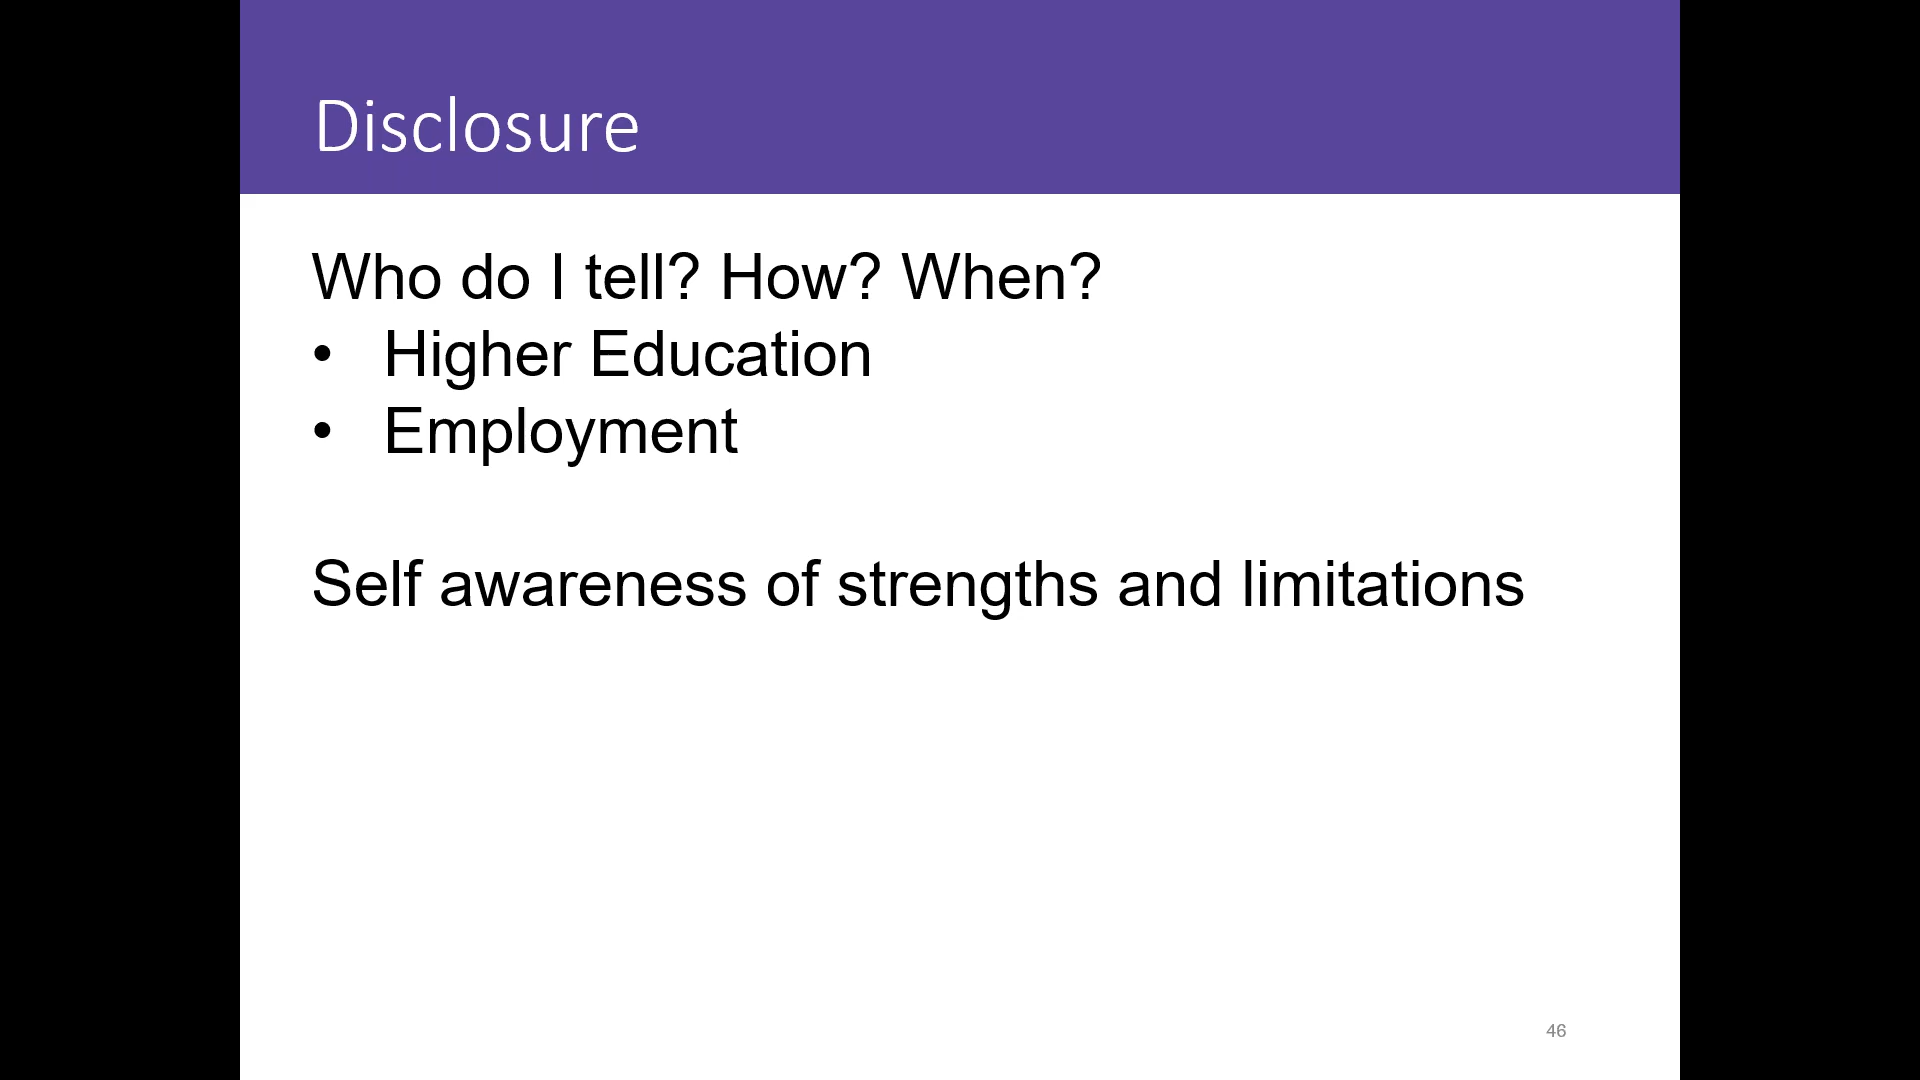 Disclosure
Who do I tell? How? When?
• Higher Education
• Employment
Self awareness of strengths and limitations
46